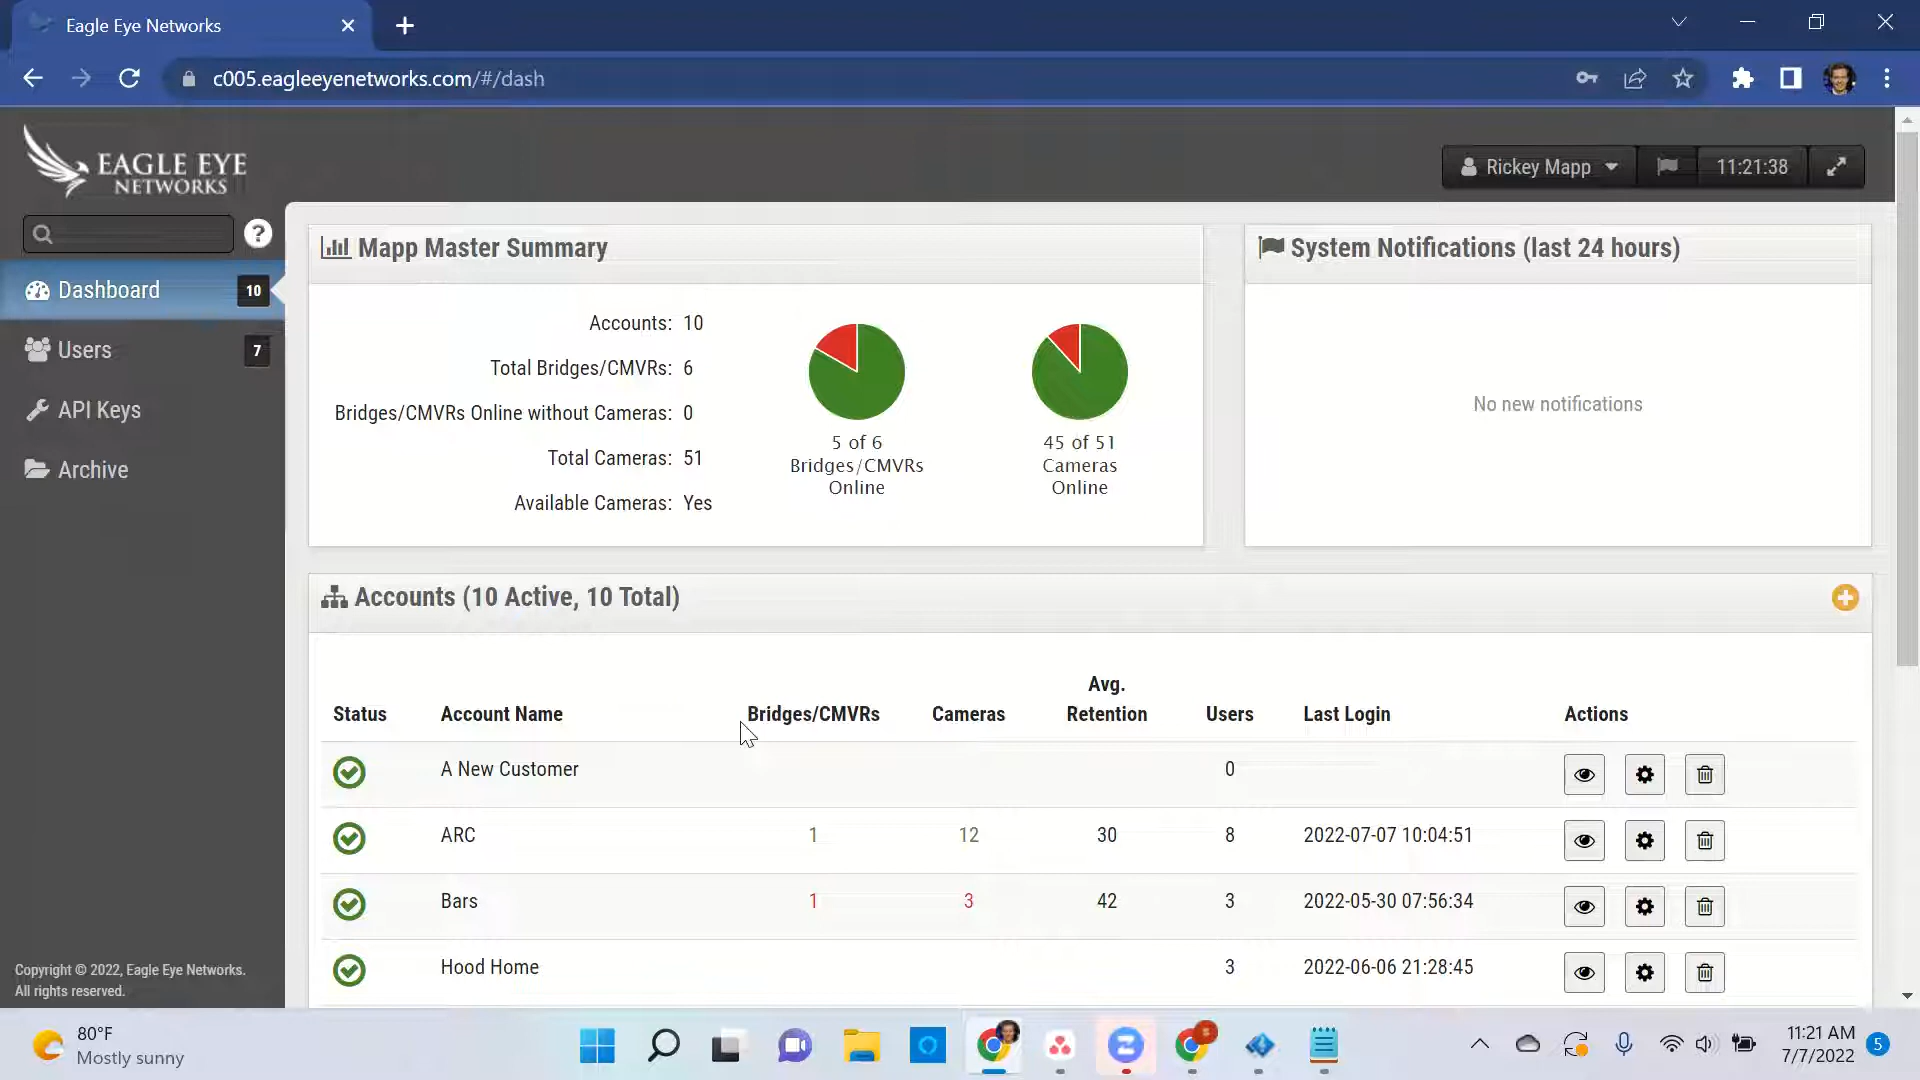 Eagle Eye Networks
c005.eagleeyenetworks.com/#/dash
EAGLE EYE
NETWORKS
Rickey Mapp
11:21:38
?
Dashboard 10
Users 7
API Keys
Archive
Mapp Master Summary
Accounts: 10
Total Bridges/CMVRs: 6
Bridges/CMVRs Online without Cameras: 0
Total Cameras: 51
Available Cameras: Yes
5 of 6
Bridges/CMVRs
Online
45 of 51
Cameras
Online
System Notifications (last 24 hours)
No new notifications
Accounts (10 Active, 10 Total)
Status Account Name Bridges/CMVRs Cameras Avg. Retention Users Last Login Actions
A New Customer 0
ARC 1 12 30 8 2022-07-07 10:04:51
Bars 1 3 42 3 2022-05-30 07:56:34
Hood Home 3 2022-06-06 21:28:45
Copyright © 2022, Eagle Eye Networks.
All rights reserved.
80°F
Mostly sunny
11:21 AM
7/7/2022
5